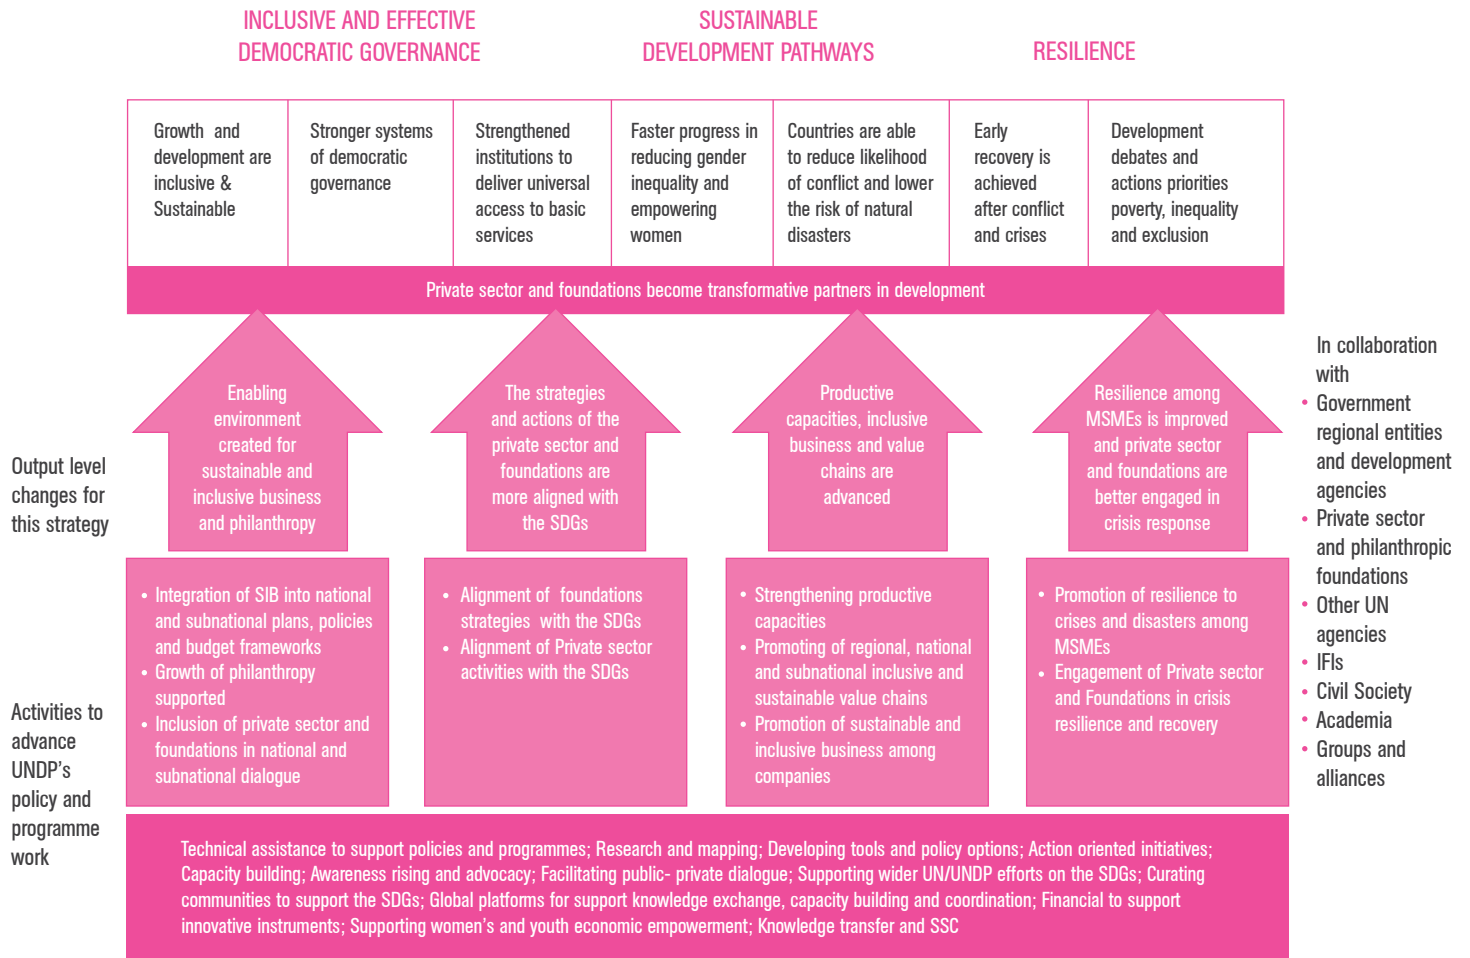 INCLUSIVE AND EFFECTIVE
DEMOCRATIC GOVERNANCE
SUSTAINABLE
DEVELOPMENT PATHWAYS
RESILIENCE
Growth and
development are
inclusive &
Sustainable
Stronger systems
of democratic
governance
Strengthened
institutions to
deliver universal
access to basic
services
Faster progress in
reducing gender
inequality and
empowering
women
Countries are able
to reduce likelihood
of conflict and lower
the risk of natural
disasters
Early
recovery is
achieved
after conflict
and crises
Development
debates and
actions priorities
poverty, inequality
and exclusion
Private sector and foundations become transformative partners in development
Output level
changes for
this strategy
Enabling
environment
created for
sustainable and
inclusive business
and philanthropy
The strategies
and actions of the
private sector and
foundations are
more aligned with
the SDGs
Productive
capacities, inclusive
business and value
chains are
advanced
Resilience among
MSMEs is improved
and private sector
and foundations are
better engaged in
crisis response
Activities to
advance
UNDP’s
policy and
programme
work
• Integration of SIB into national
and subnational plans, policies
and budget frameworks
• Growth of philanthropy
supported
• Inclusion of private sector and
foundations in national and
subnational dialogue
• Alignment of foundations
strategies with the SDGs
• Alignment of Private sector
activities with the SDGs
• Strengthening productive
capacities
• Promoting of regional, national
and subnational inclusive and
sustainable value chains
• Promotion of sustainable and
inclusive business among
companies
• Promotion of resilience to
crises and disasters among
MSMEs
• Engagement of Private sector
and Foundations in crisis
resilience and recovery
Technical assistance to support policies and programmes; Research and mapping; Developing tools and policy options; Action oriented initiatives;
Capacity building; Awareness rising and advocacy; Facilitating public- private dialogue; Supporting wider UN/UNDP efforts on the SDGs; Curating
communities to support the SDGs; Global platforms for support knowledge exchange, capacity building and coordination; Financial to support
innovative instruments; Supporting women’s and youth economic empowerment; Knowledge transfer and SSC
In collaboration
with
• Government
regional entities
and development
agencies
• Private sector
and philanthropic
foundations
• Other UN
agencies
• IFIs
• Civil Society
• Academia
• Groups and
alliances